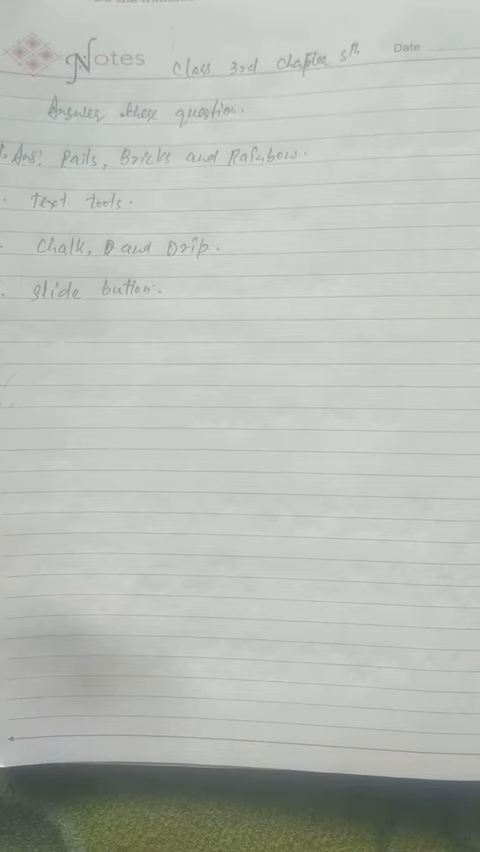 Notes Class 3rd Chapter 5th Date
Answer these question.
Ans: Rails, Bricks and Rainbow.
Text tools.
Chalk, and Drip.
Slide button.